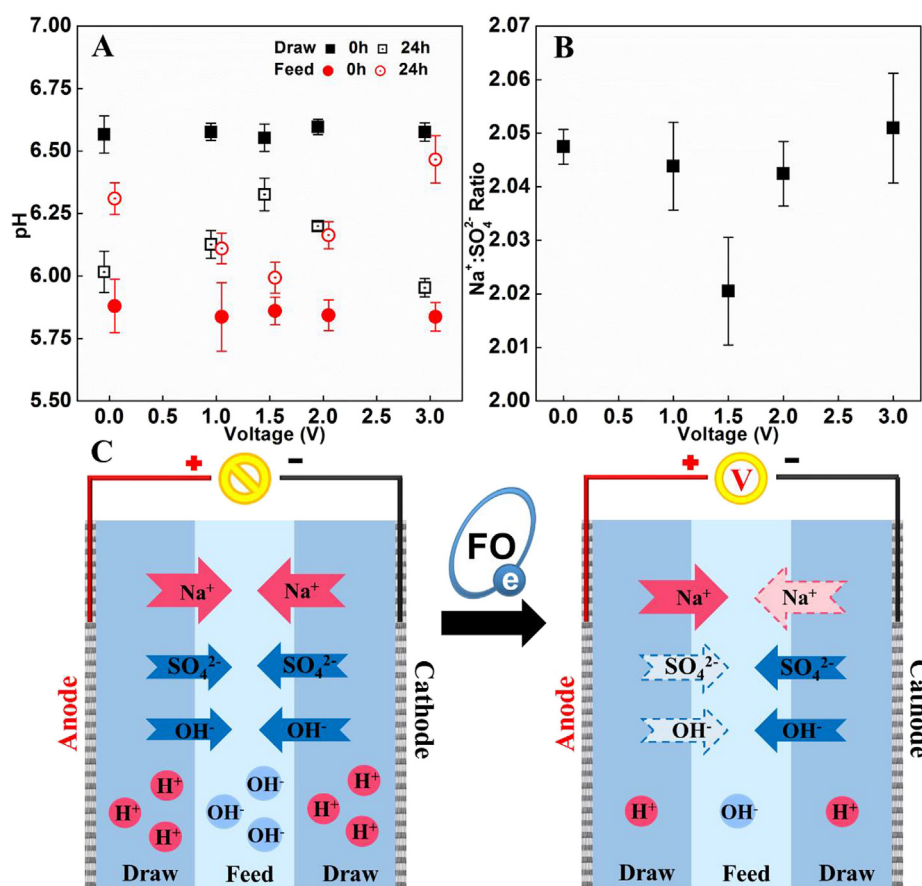 A
Draw 0h 24h
Feed 0h 24h
7.00
6.75
6.50
6.25
6.00
5.75
5.50
pH
0.0 0.5 1.0 1.5 2.0 2.5 3.0
Voltage (V)
B
2.07
2.06
2.05
2.04
2.03
2.02
2.01
2.00
Na⁺:SO₄²⁻ Ratio
0.0 0.5 1.0 1.5 2.0 2.5 3.0
Voltage (V)
C
+ -
Na⁺ Na⁺
SO₄²⁻ SO₄²⁻
OH⁻ OH⁻
H⁺ H⁺ H⁺
OH⁻ OH⁻ OH⁻
H⁺ H⁺ H⁺
Draw Feed Draw
Anode
Cathode
FO
e
+ V -
Na⁺ Na⁺
SO₄²⁻ SO₄²⁻
OH⁻ OH⁻
H⁺ OH⁻ H⁺
Draw Feed Draw
Anode
Cathode